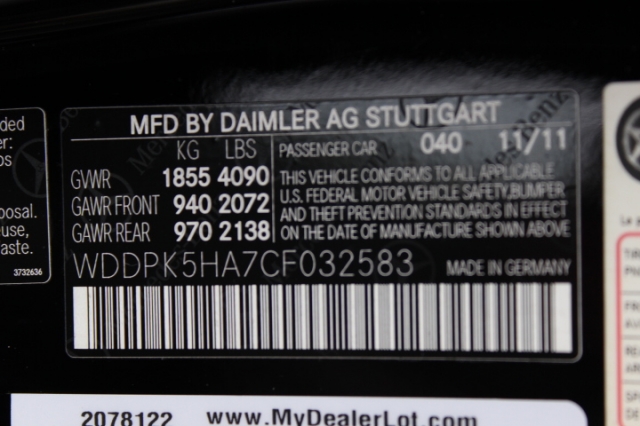 MFD BY DAIMLER AG STUTTGART
KG LBS
GVWR 1855 4090
GAWR FRONT 940 2072
GAWR REAR 970 2138
PASSENGER CAR 040 11/11
THIS VEHICLE CONFORMS TO ALL APPLICABLE
U.S. FEDERAL MOTOR VEHICLE SAFETY, BUMPER
AND THEFT PREVENTION STANDARDS IN EFFECT
ON THE DATE OF MANUFACTURE SHOWN ABOVE
WDDPK5HA7CF032583
MADE IN GERMANY
posal.
use,
aste.
3732636
2078122 www.MyDealerLot.com